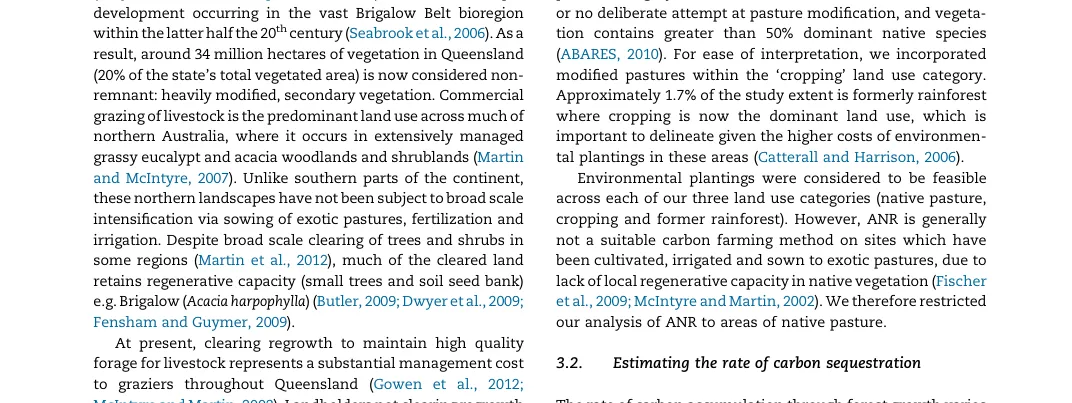 development occurring in the vast Brigalow Belt bioregion
within the latter half the 20th century (Seabrook et al., 2006). As a
result, around 34 million hectares of vegetation in Queensland
(20% of the state's total vegetated area) is now considered non-
remnant: heavily modified, secondary vegetation. Commercial
grazing of livestock is the predominant land use across much of
northern Australia, where it occurs in extensively managed
grassy eucalypt and acacia woodlands and shrublands (Martin
and McIntyre, 2007). Unlike southern parts of the continent,
these northern landscapes have not been subject to broad scale
intensification via sowing of exotic pastures, fertilization and
irrigation. Despite broad scale clearing of trees and shrubs in
some regions (Martin et al., 2012), much of the cleared land
retains regenerative capacity (small trees and soil seed bank)
e.g. Brigalow (Acacia harpophylla) (Butler, 2009; Dwyer et al., 2009;
Fensham and Guymer, 2009).
At present, clearing regrowth to maintain high quality
forage for livestock represents a substantial management cost
to graziers throughout Queensland (Gowen et al., 2012;
or no deliberate attempt at pasture modification, and vegeta-
tion contains greater than 50% dominant native species
(ABARES, 2010). For ease of interpretation, we incorporated
modified pastures within the 'cropping' land use category.
Approximately 1.7% of the study extent is formerly rainforest
where cropping is now the dominant land use, which is
important to delineate given the higher costs of environmen-
tal plantings in these areas (Catterall and Harrison, 2006).
Environmental plantings were considered to be feasible
across each of our three land use categories (native pasture,
cropping and former rainforest). However, ANR is generally
not a suitable carbon farming method on sites which have
been cultivated, irrigated and sown to exotic pastures, due to
lack of local regenerative capacity in native vegetation (Fischer
et al., 2009; McIntyre and Martin, 2002). We therefore restricted
our analysis of ANR to areas of native pasture.
3.2. Estimating the rate of carbon sequestration